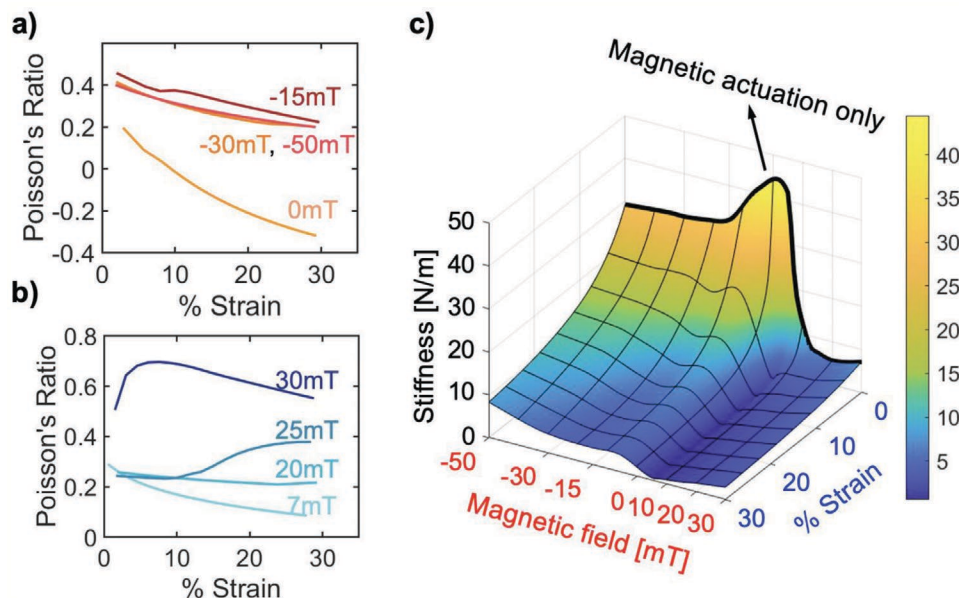 a)
Poisson's Ratio
0.4
0.2
0
-0.2
-0.4
-15mT
-30mT, -50mT
0mT
0 10 20 30
% Strain
b)
Poisson's Ratio
0.8
0.6
0.4
0.2
0
30mT
25mT
20mT
7mT
0 10 20 30
% Strain
c)
Magnetic actuation only
Stiffness [N/m]
50
40
30
20
10
0
-50 -30 -15 0 10 20 30
Magnetic field [mT]
0
10
20
30
% Strain
40
35
30
25
20
15
10
5